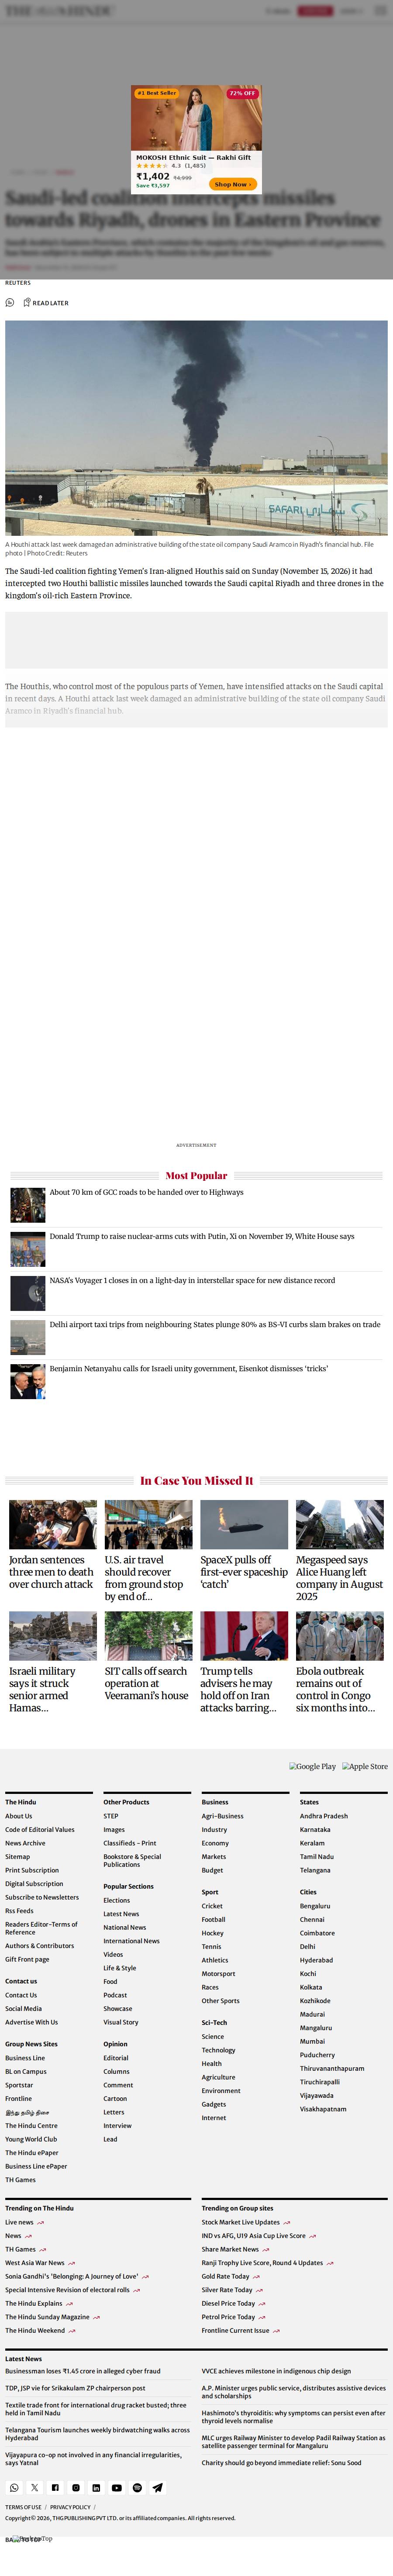 THE HINDU
#1 Best Seller
72% OFF
MOKOSH Ethnic Suit — Rakhi Gift
4.3 (1,485)
₹1,402 ₹4,999
Save ₹3,597
Shop Now
towards Riyadh,
Eastern Province
REUTERS
READ LATER
SAFARI
A Houthi attack last week damaged an administrative building of the state oil company Saudi Aramco in Riyadh's financial hub. File
photo | Photo Credit: Reuters
The Saudi-led coalition fighting Yemen's Iran-aligned Houthis said on Sunday (November 15, 2026) it had
intercepted two Houthi ballistic missiles launched towards the Saudi capital Riyadh and three drones in the
kingdom's oil-rich Eastern Province.
The Houthis, who control most of the populous parts of Yemen, have intensified attacks on the Saudi capital
in recent days. A Houthi attack last week damaged an administrative building of the state oil company Saudi
Aramco in Riyadh's financial hub
ADVERTISEMENT
Most Popular
About 70 km of GCC roads to be handed over to Highways
Donald Trump to raise nuclear-arms cuts with Putin, Xi on November 19, White House says
NASA's Voyager 1 closes in on a light-day in interstellar space for new distance record
Delhi airport taxi trips from neighbouring States plunge 80% as BS-VI curbs slam brakes on trade
Benjamin Netanyahu calls for Israeli unity government, Eisenkot dismisses 'tricks'
In Case You Missed It
Jordan sentences
three men to death
over church attack
U.S. air travel
should recover
from ground stop
by end of...
SpaceX pulls off
first-ever spaceship
'catch'
Megaspeed says
Alice Huang left
company in August
2025
Israeli military
says it struck
senior armed
Hamas...
SIT calls off search
operation at
Veeramani's house
Trump tells
advisers he may
hold off on Iran
attacks barring...
Ebola outbreak
remains out of
control in Congo
six months into...
Google Play
Apple Store
The Hindu
About Us
Code of Editorial Values
News Archive
Sitemap
Print Subscription
Digital Subscription
Subscribe to Newsletters
Rss Feeds
Readers Editor-Terms of
Reference
Authors & Contributors
Gift Front page
Contact us
Contact Us
Social Media
Advertise With Us
Group News Sites
Business Line
BL on Campus
Sportstar
Frontline
இந்து தமிழ் திசை
The Hindu Centre
Young World Club
The Hindu ePaper
Business Line ePaper
TH Games
Other Products
STEP
Images
Classifieds - Print
Bookstore & Special
Publications
Popular Sections
Elections
Latest News
National News
International News
Videos
Life & Style
Food
Podcast
Showcase
Visual Story
Opinion
Editorial
Columns
Comment
Cartoon
Letters
Interview
Lead
Business
Agri-Business
Industry
Economy
Markets
Budget
Sport
Cricket
Football
Hockey
Tennis
Athletics
Motorsport
Races
Other Sports
Sci-Tech
Science
Technology
Health
Agriculture
Environment
Gadgets
Internet
States
Andhra Pradesh
Karnataka
Keralam
Tamil Nadu
Telangana
Cities
Bengaluru
Chennai
Coimbatore
Delhi
Hyderabad
Kochi
Kolkata
Kozhikode
Madurai
Mangaluru
Mumbai
Puducherry
Thiruvananthapuram
Tiruchirapalli
Vijayawada
Visakhapatnam
Trending on The Hindu
Live news
News
TH Games
West Asia War News
Sonia Gandhi's 'Belonging: A Journey of Love'
Special Intensive Revision of electoral rolls
The Hindu Explains
The Hindu Sunday Magazine
The Hindu Weekend
Trending on Group sites
Stock Market Live Updates
IND vs AFG, U19 Asia Cup Live Score
Share Market News
Ranji Trophy Live Score, Round 4 Updates
Gold Rate Today
Silver Rate Today
Diesel Price Today
Petrol Price Today
Frontline Current Issue
Latest News
Businessman loses ₹1.45 crore in alleged cyber fraud
TDP, JSP vie for Srikakulam ZP chairperson post
Textile trade front for international drug racket busted; three
held in Tamil Nadu
Telangana Tourism launches weekly birdwatching walks across
Hyderabad
Vijayapura co-op not involved in any financial irregularities,
says Yatnal
VVCE achieves milestone in indigenous chip design
A.P. Minister urges public service, distributes assistive devices
and scholarships
Hashimoto's thyroiditis: why symptoms can persist even after
thyroid levels normalise
MLC urges Railway Minister to develop Padil Railway Station as
satellite passenger terminal for Mangaluru
Charity should go beyond immediate relief: Sonu Sood
TERMS OF USE / PRIVACY POLICY /
Copyright© 2026, THG PUBLISHING PVT LTD. or its affiliated companies. All rights reserved.
BACK TO TOP